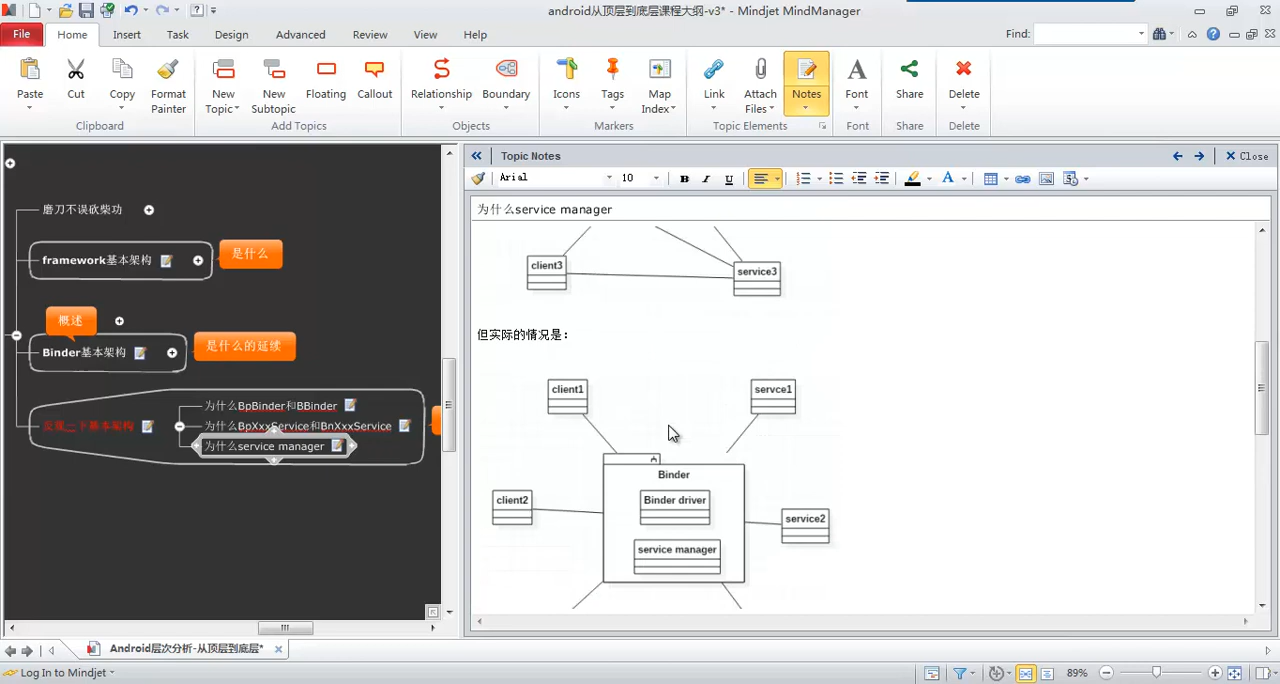 android从顶层到底层课程大纲-v3* - Mindjet MindManager
File
Home
Insert
Task
Design
Advanced
Review
View
Help
Find:
Paste
Cut
Copy
Format Painter
New Topic
New Subtopic
Floating
Callout
Relationship
Boundary
Icons
Tags
Map Index
Link
Attach Files
Notes
Font
Share
Delete
Clipboard
Add Topics
Objects
Markers
Topic Elements
Font
Share
Delete
磨刀不误砍柴功
framework基本架构
是什么
概述
Binder基本架构
是什么的延续
为什么BpBinder和BBinder
为什么BpXxxService和BnXxxService
为什么service manager
Topic Notes
Close
Arial
10
B
I
U
A
为什么service manager
client3
service3
但实际的情况是：
client1
servce1
Binder
Binder driver
client2
service2
service manager
Android层次分析-从顶层到底层*
Log In to Mindjet
89%